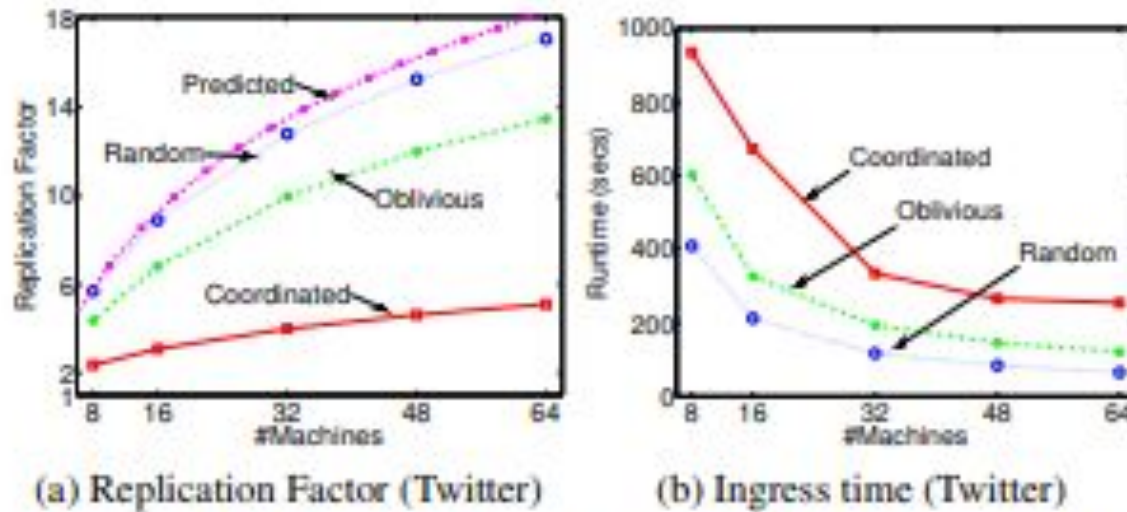 Replication Factor
18
14
10
6
2
1
8 16 32 48 64
#Machines
Predicted
Random
Oblivious
Coordinated
(a) Replication Factor (Twitter)
Runtime (secs)
1000
800
600
400
200
0
8 16 32 48 64
#Machines
Coordinated
Oblivious
Random
(b) Ingress time (Twitter)